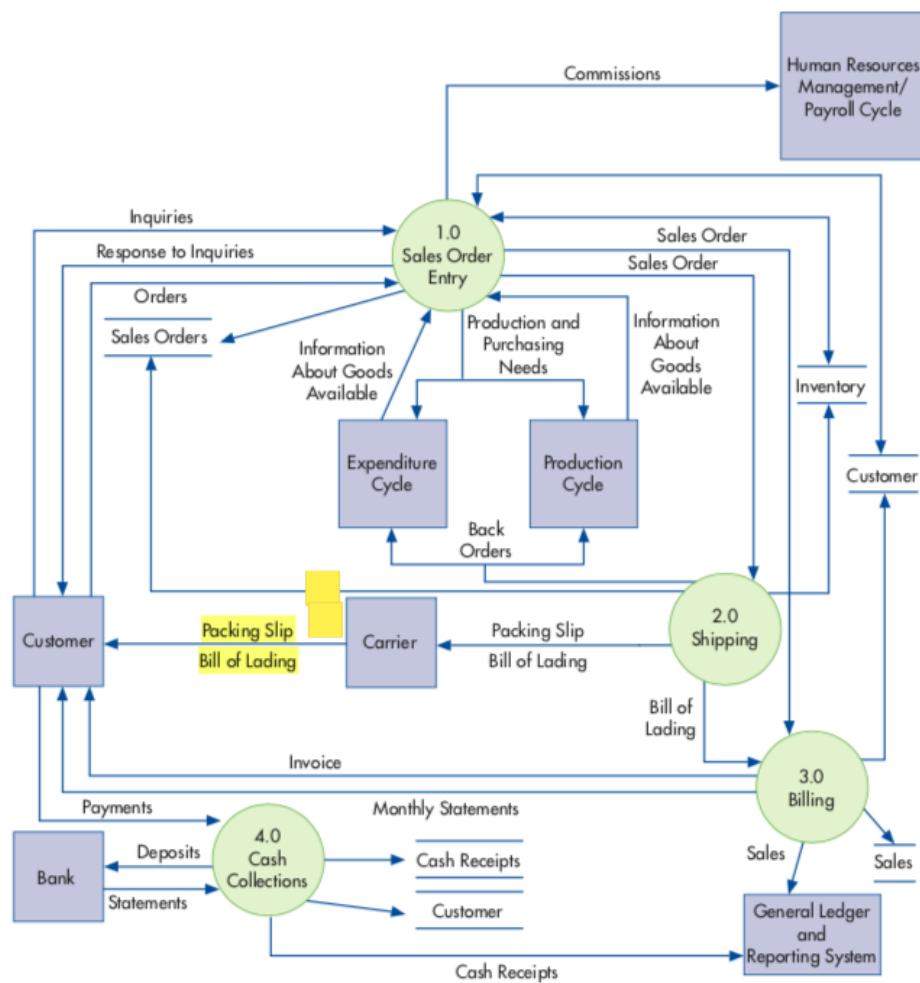 Commissions
Human Resources
Management/
Payroll Cycle
Inquiries
1.0
Sales Order
Entry
Sales Order
Response to Inquiries
Sales Order
Orders
Sales Orders
Information
About Goods
Available
Production and
Purchasing
Needs
Information
About
Goods
Available
Inventory
Expenditure
Cycle
Production
Cycle
Customer
Back
Orders
2.0
Shipping
Customer
Packing Slip
Bill of Lading
Carrier
Packing Slip
Bill of Lading
Bill of
Lading
Invoice
3.0
Billing
Payments
Monthly Statements
4.0
Cash
Collections
Deposits
Cash Receipts
Sales
Sales
Bank
Statements
Customer
General Ledger
and
Reporting System
Cash Receipts